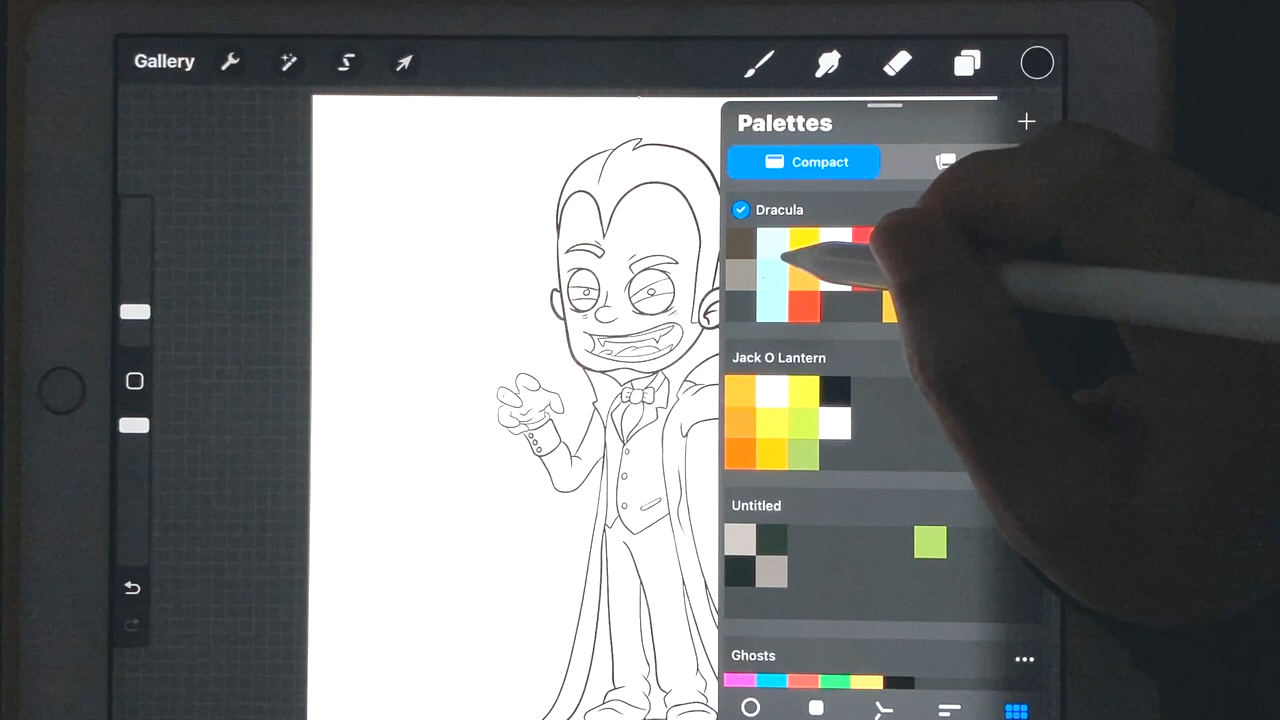 Gallery
Palettes
Compact
Dracula
Jack O Lantern
Untitled
Ghosts